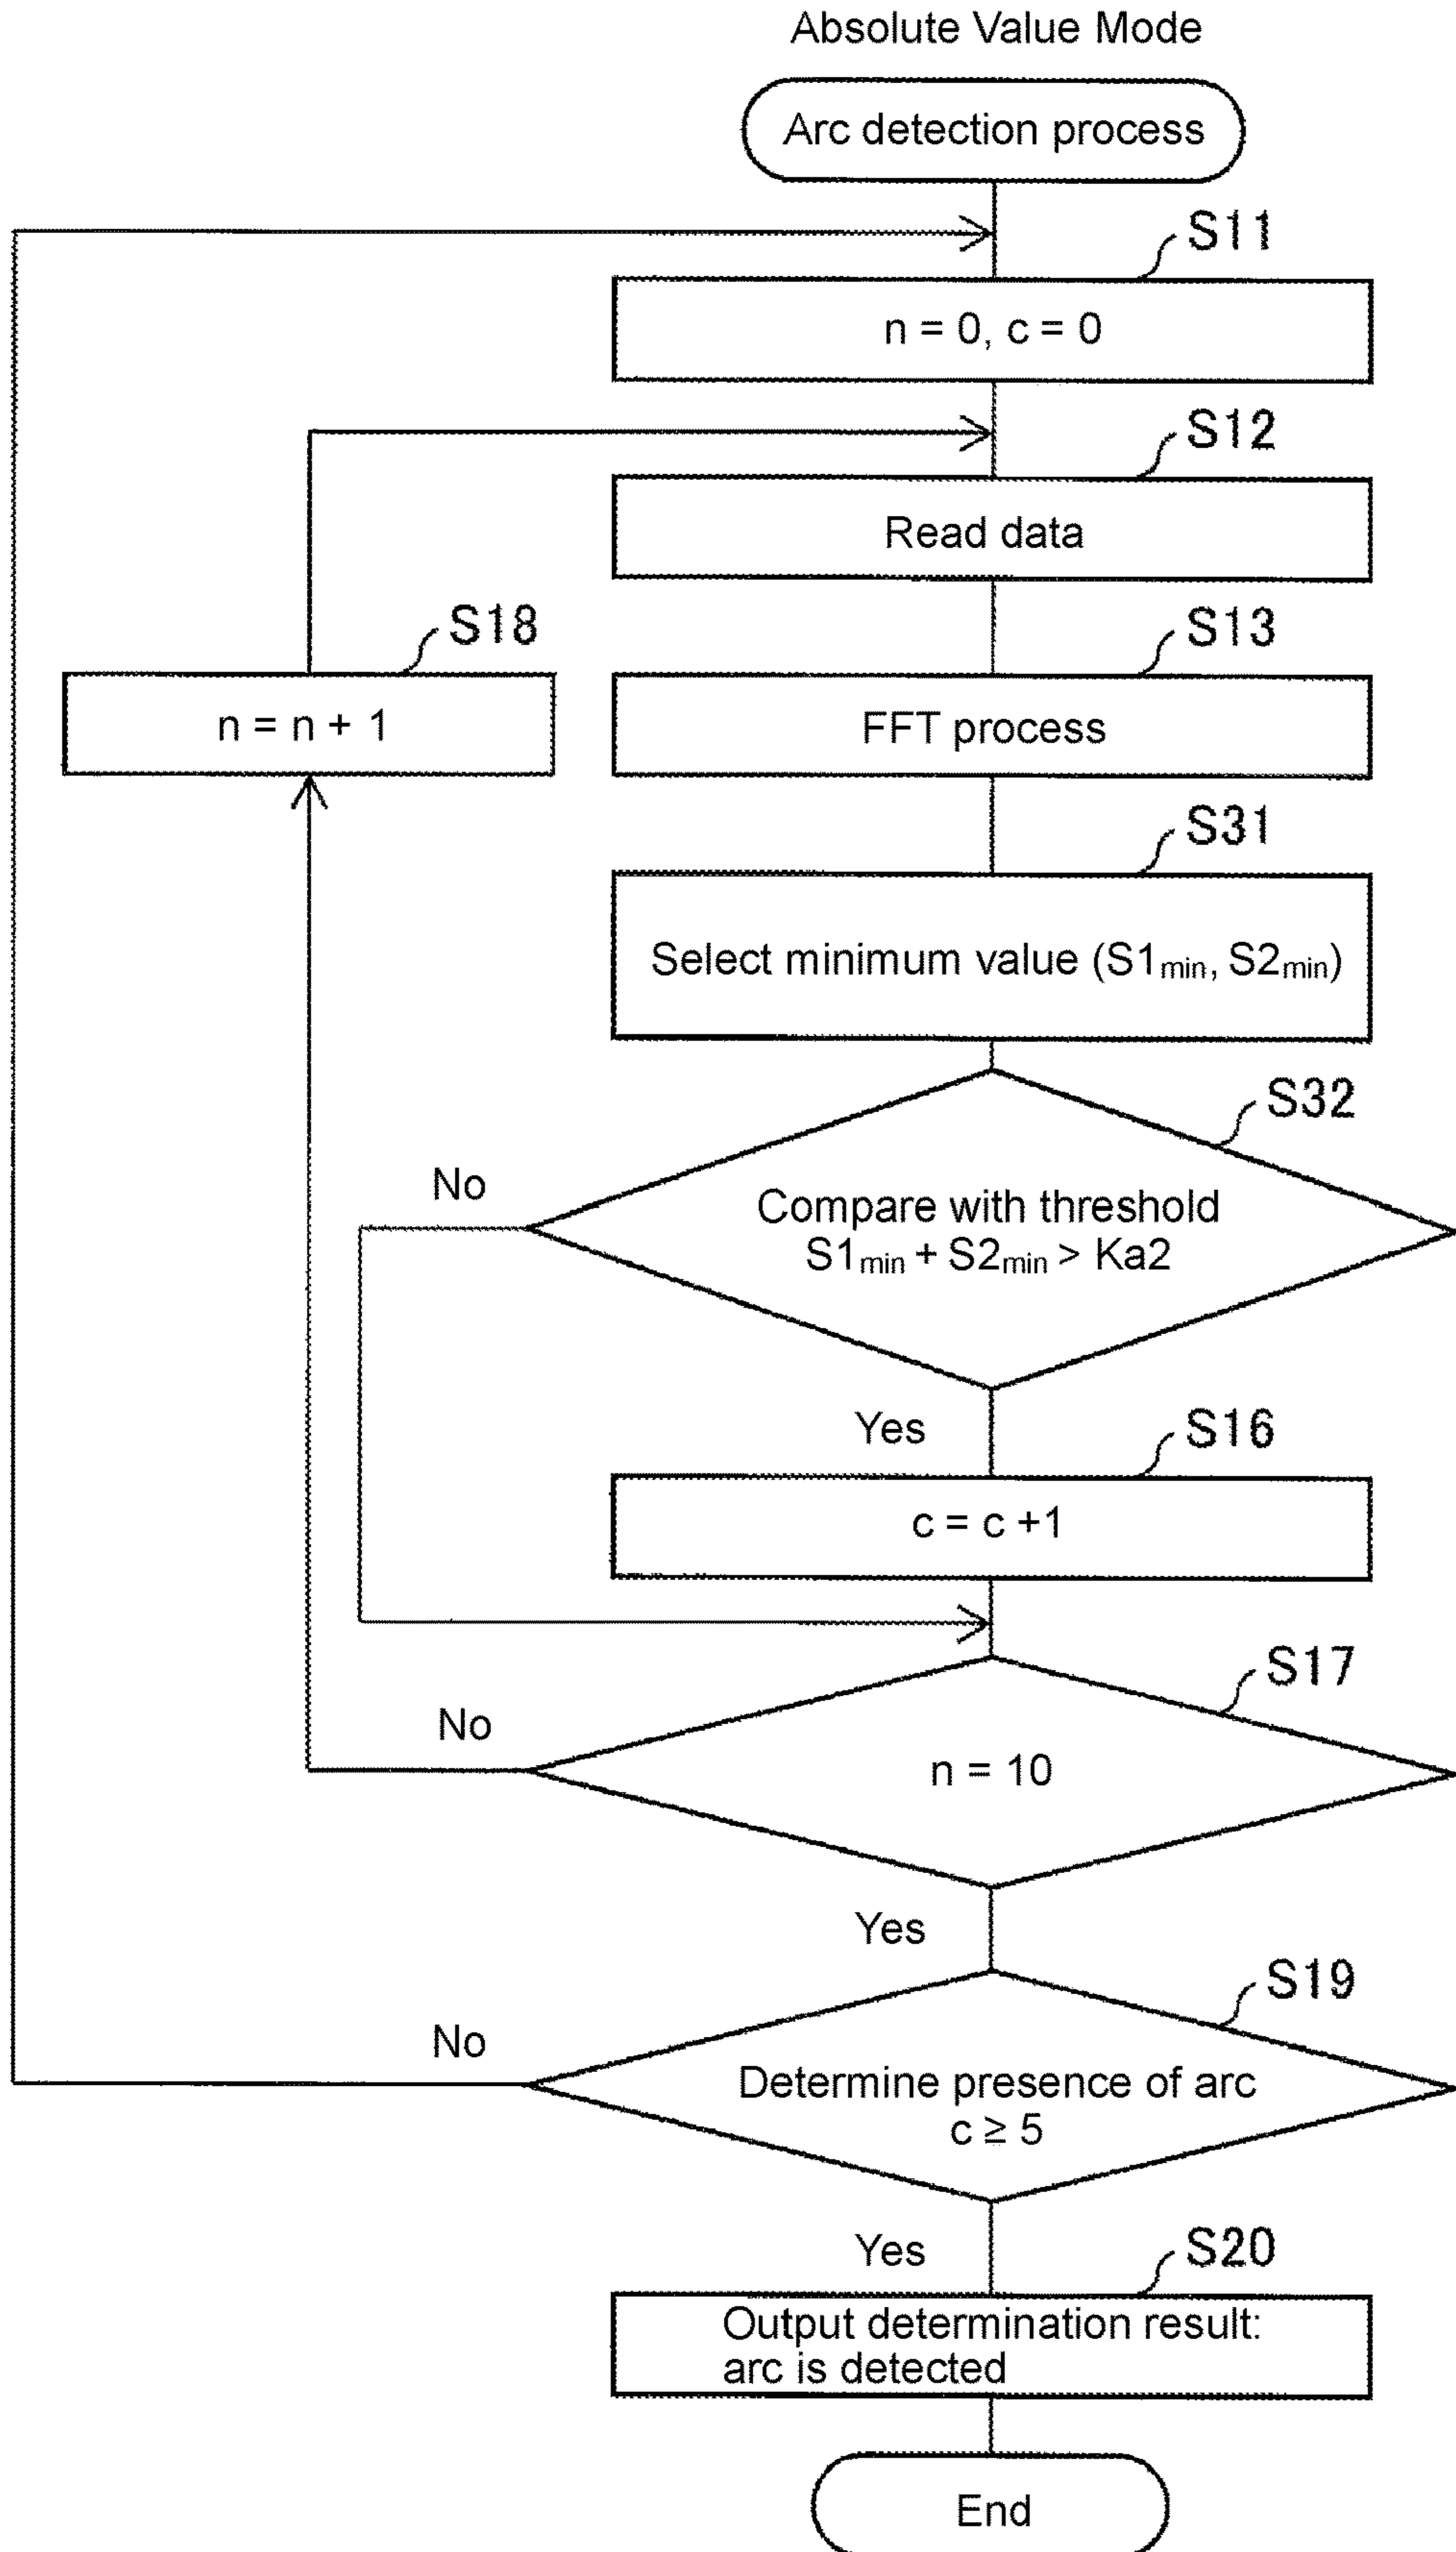 Absolute Value Mode
Arc detection process
S11
n = 0, c = 0
S12
Read data
S18
n = n + 1
S13
FFT process
S31
Select minimum value (S1min, S2min)
S32
No
Compare with threshold
S1min + S2min > Ka2
Yes
S16
c = c +1
S17
No
n = 10
Yes
S19
No
Determine presence of arc
c ≥ 5
Yes
S20
Output determination result:
arc is detected
End